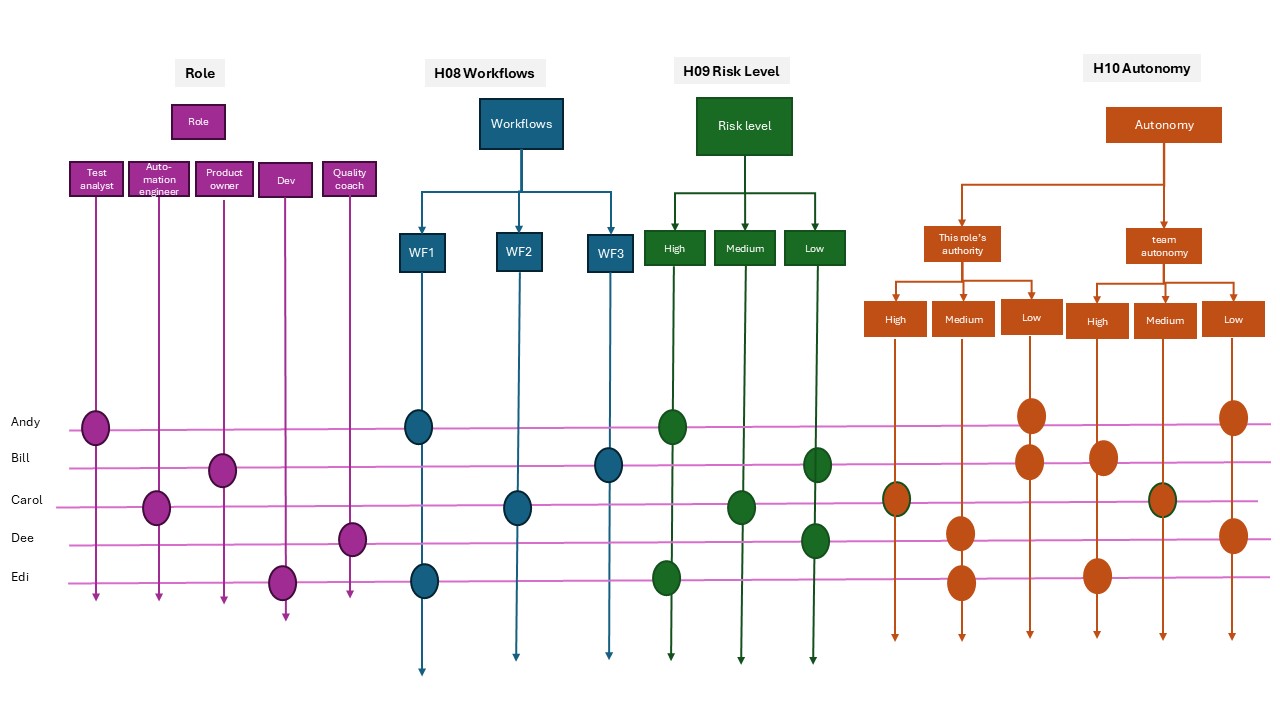 Role
H08 Workflows
H09 Risk Level
H10 Autonomy
Role
Workflows
Risk level
Autonomy
Test
analyst
Auto-
mation
engineer
Product
owner
Dev
Quality
coach
WF1
WF2
WF3
High
Medium
Low
This role's
authority
team
autonomy
High
Medium
Low
High
Medium
Low
Andy
Bill
Carol
Dee
Edi